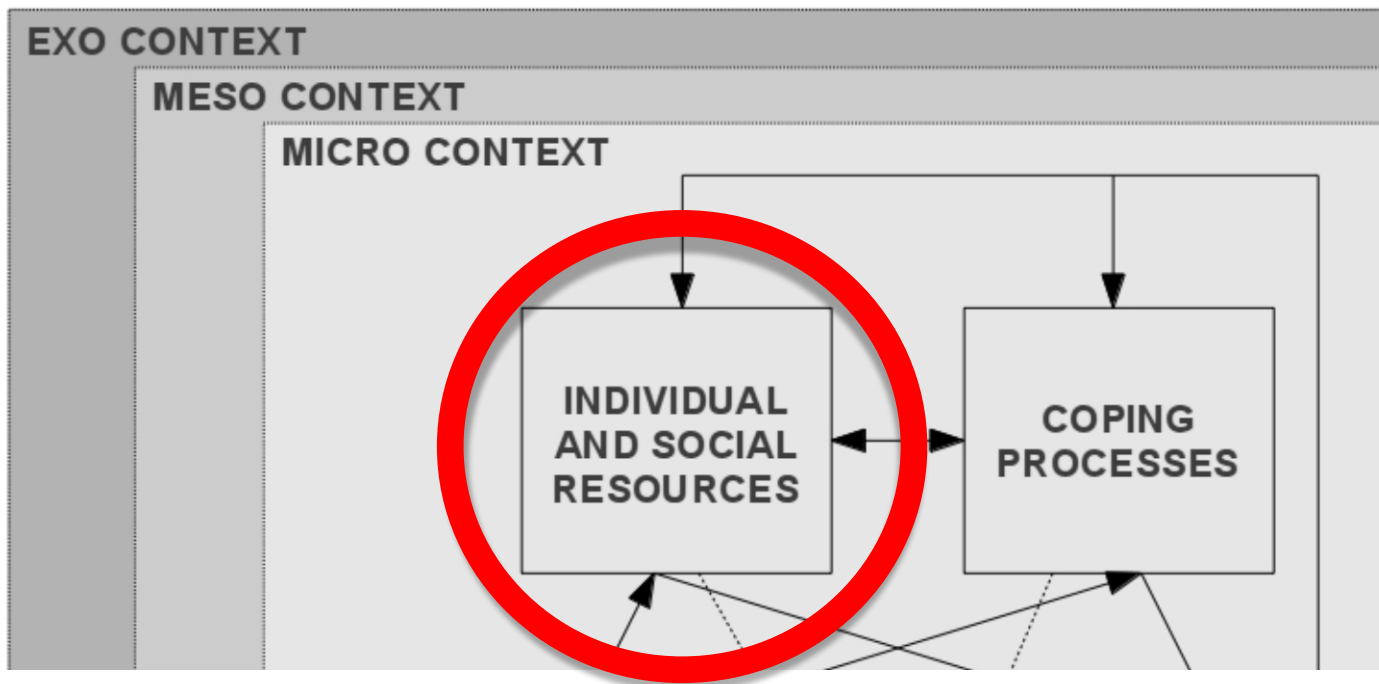 EXO CONTEXT
MESO CONTEXT
MICRO CONTEXT
INDIVIDUAL
AND SOCIAL
RESOURCES
COPING
PROCESSES